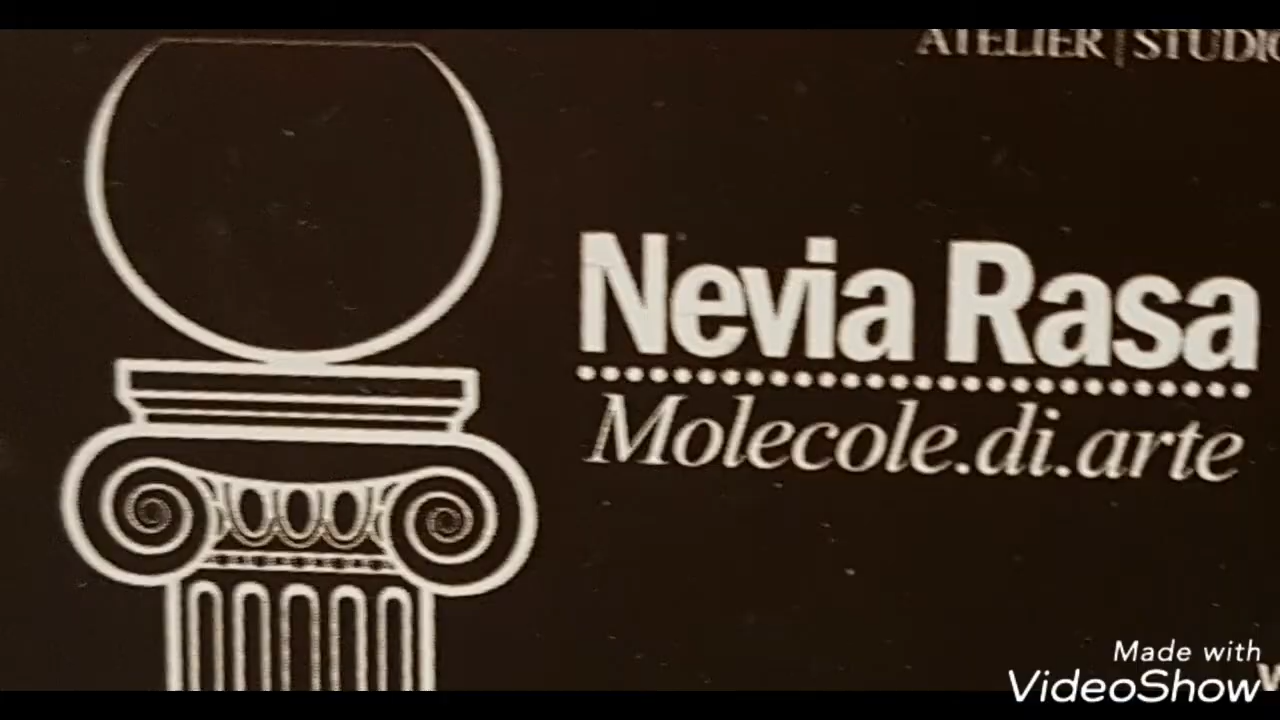 ATELIER | STUDIO
Nevia Rasa
Molecole.di.arte
Made with
VideoShow